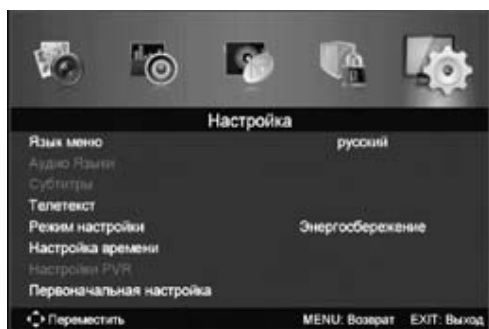 Настройка
Язык меню русский
Аудио Языки
Субтитры
Телетекст
Режим настройки Энергосбережение
Настройка времени
Настройки PVR
Первоначальная настройка
Переместить MENU: Возврат EXIT: Выход